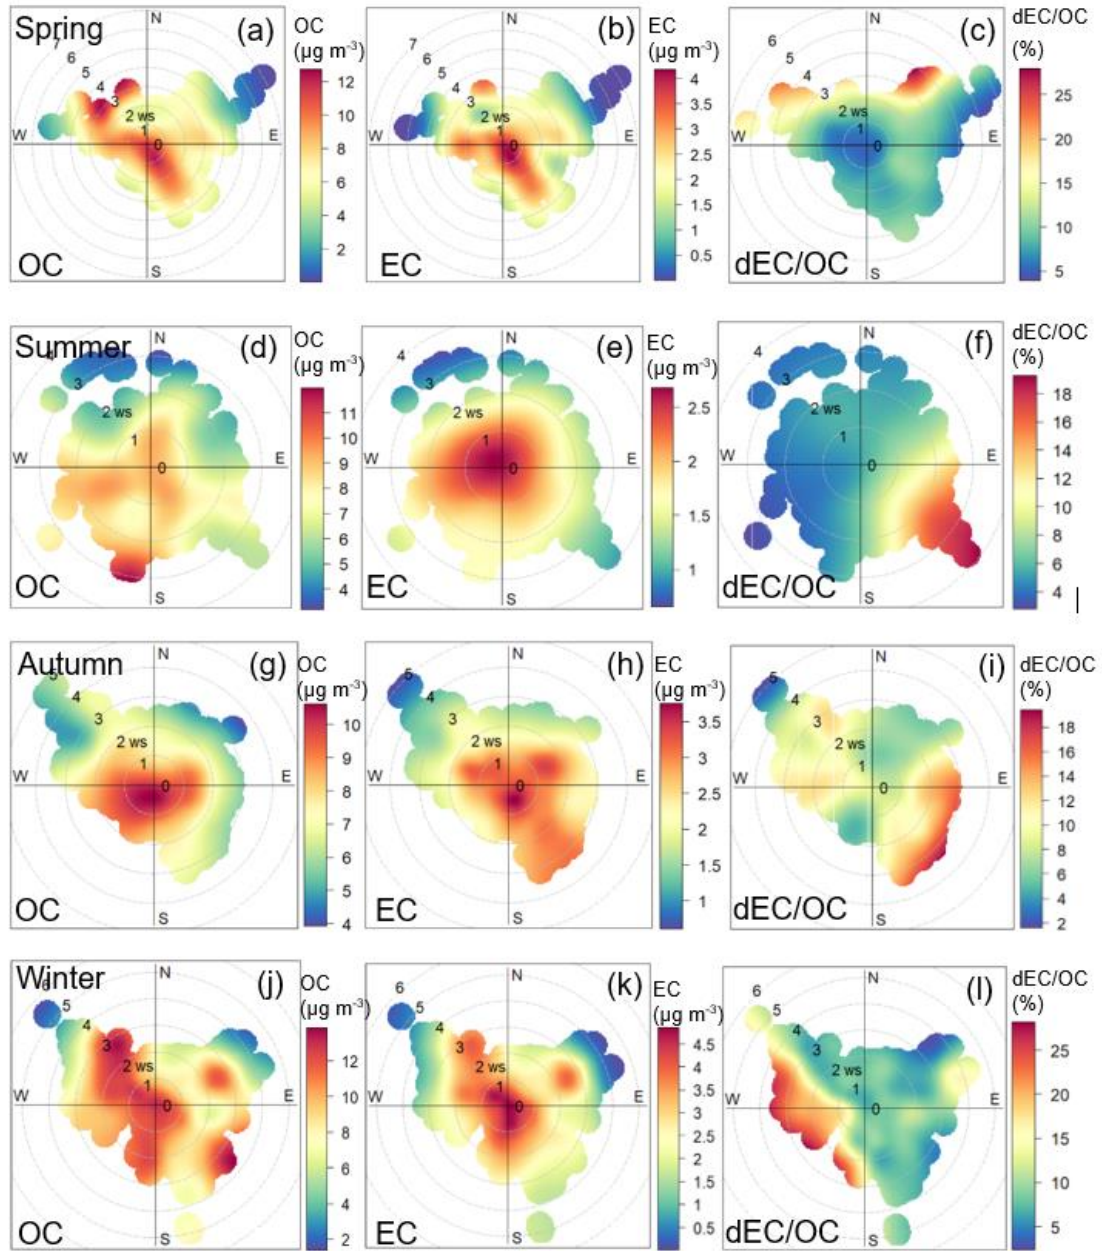 Spring (a) OC (μg m-3)
N
7
6
5
4
3
2 ws
1
0
W E
S
OC
12
10
8
6
4
2
(b) EC (μg m-3)
N
7
6
5
4
3
2 ws
1
0
W E
S
EC
4
3.5
3
2.5
2
1.5
1
0.5
(c) dEC/OC (%)
N
6
5
4
3
2 ws
1
0
W E
S
dEC/OC
25
20
15
10
5
Summer (d) OC (μg m-3)
N
4
3
2 ws
1
0
W E
S
OC
11
10
9
8
7
6
5
4
(e) EC (μg m-3)
N
4
3
2 ws
1
0
W E
S
EC
2.5
2
1.5
1
(f) dEC/OC (%)
N
4
3
2 ws
1
0
W E
S
dEC/OC
18
16
14
12
10
8
6
4
Autumn (g) OC (μg m-3)
N
5
4
3
2 ws
1
0
W E
S
OC
10
9
8
7
6
5
4
(h) EC (μg m-3)
N
5
4
3
2 ws
1
0
W E
S
EC
3.5
3
2.5
2
1.5
1
(i) dEC/OC (%)
N
5
4
3
2 ws
1
0
W E
S
dEC/OC
18
16
14
12
10
8
6
4
2
Winter (j) OC (μg m-3)
N
6
5
4
3
2 ws
1
0
W E
S
OC
12
10
8
6
4
2
(k) EC (μg m-3)
N
6
5
4
3
2 ws
1
0
W E
S
EC
4.5
4
3.5
3
2.5
2
1.5
1
0.5
(l) dEC/OC (%)
N
6
5
4
3
2 ws
1
0
W E
S
dEC/OC
25
20
15
10
5